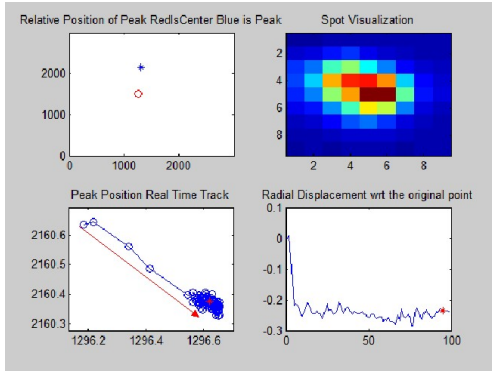 Relative Position of Peak RedIsCenter Blue is Peak
2000
1000
0
0 1000 2000
Spot Visualization
2
4
6
8
2 4 6 8
Peak Position Real Time Track
2160.6
2160.5
2160.4
2160.3
1296.2 1296.4 1296.6
Radial Displacement wrt the original point
0.1
0
-0.1
-0.2
-0.3
0 50 100